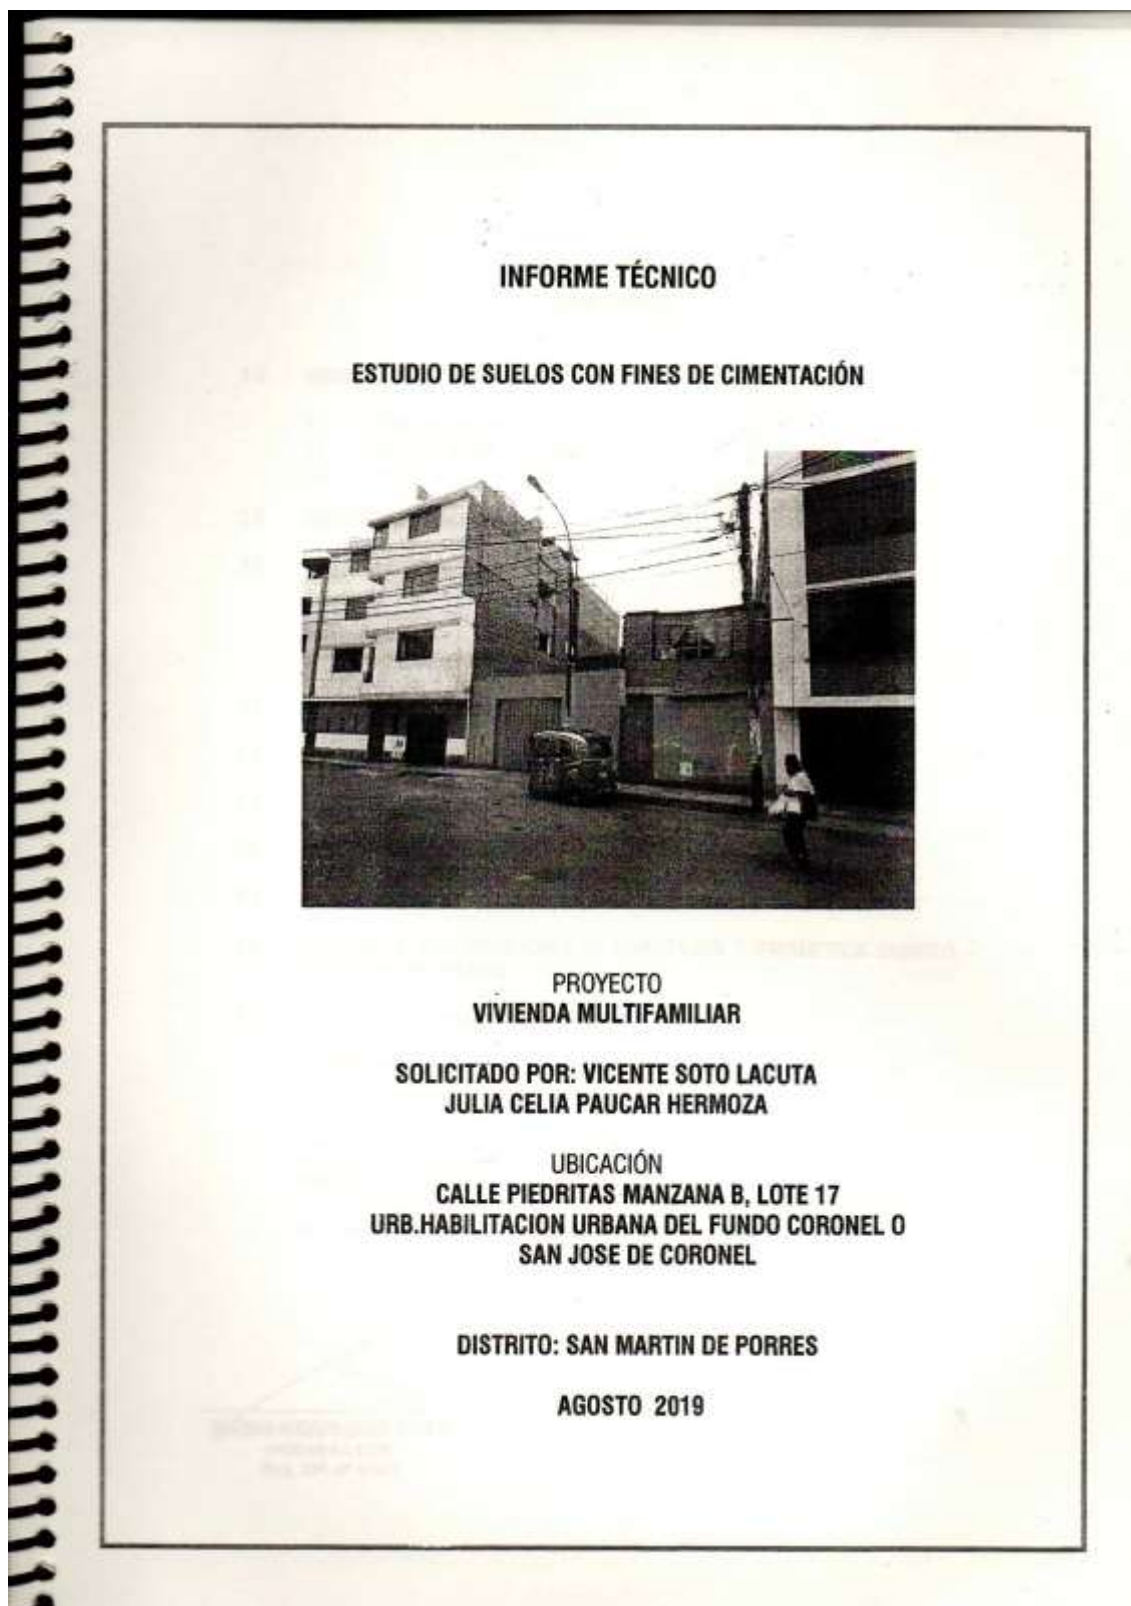 INFORME TÉCNICO
ESTUDIO DE SUELOS CON FINES DE CIMENTACIÓN
PROYECTO
VIVIENDA MULTIFAMILIAR
SOLICITADO POR: VICENTE SOTO LACUTA
JULIA CELIA PAUCAR HERMOZA
UBICACIÓN
CALLE PIEDRITAS MANZANA B, LOTE 17
URB.HABILITACION URBANA DEL FUNDO CORONEL O
SAN JOSE DE CORONEL
DISTRITO: SAN MARTIN DE PORRES
AGOSTO 2019